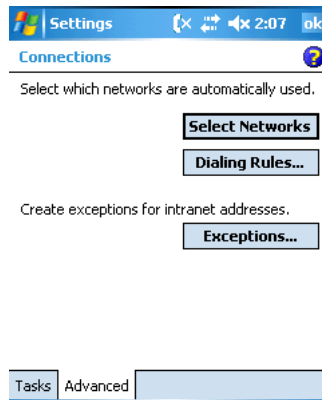 Settings 2:07 ok
Connections
Select which networks are automatically used.
Select Networks
Dialing Rules...
Create exceptions for intranet addresses.
Exceptions...
Tasks Advanced